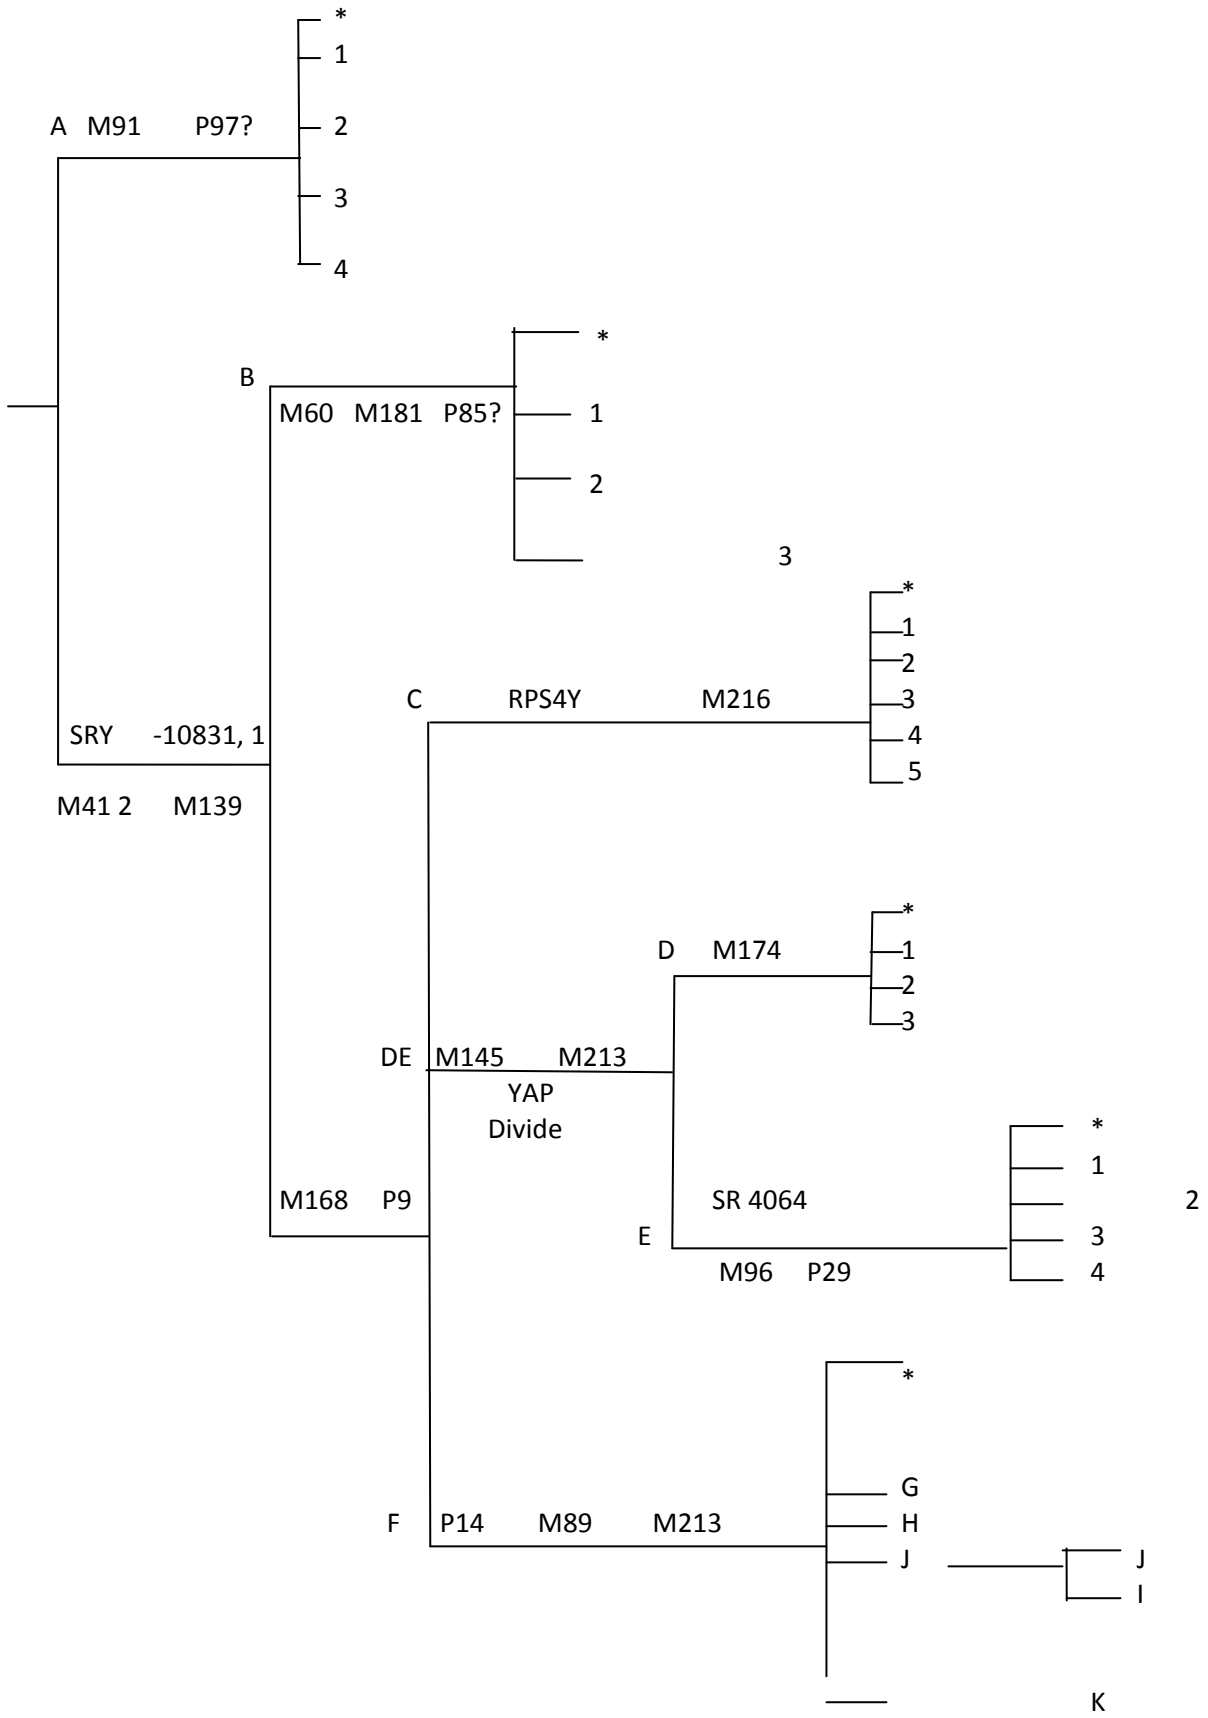 *
1
A M91 P97?
2
3
4
*
B
M60 M181 P85?
1
2
3
*
1
2
C RPS4Y M216
3
SRY -10831, 1
4
5
M41 2 M139
*
D M174
1
2
3
DE M145 M213
YAP
Divide
*
1
M168 P9
SR 4064
2
E
3
M96 P29
4
*
G
F P14 M89 M213
H
J
J
I
K